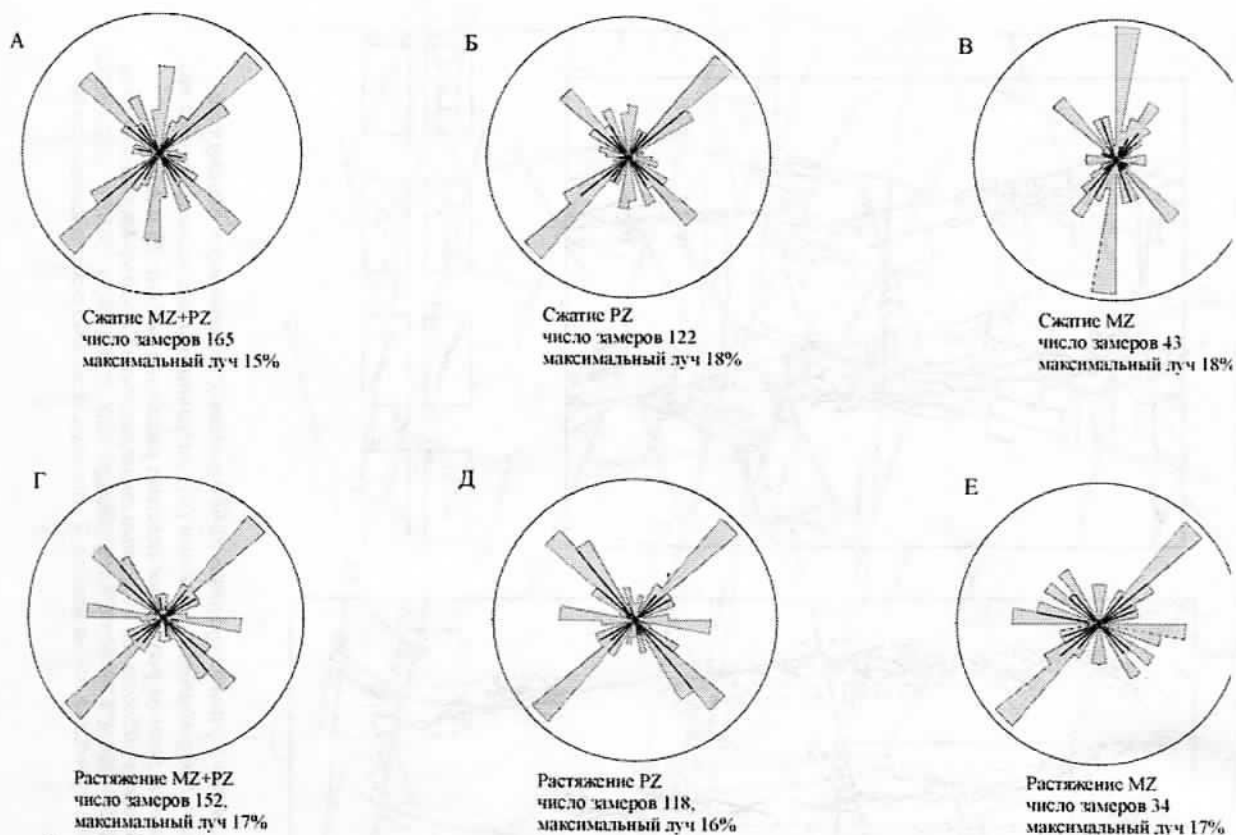 А
Б
В
Сжатие MZ+PZ
число замеров 165
максимальный луч 15%
Сжатие PZ
число замеров 122
максимальный луч 18%
Сжатие MZ
число замеров 43
максимальный луч 18%
Г
Д
Е
Растяжение MZ+PZ
число замеров 152,
максимальный луч 17%
Растяжение PZ
число замеров 118,
максимальный луч 16%
Растяжение MZ
число замеров 34
максимальный луч 17%